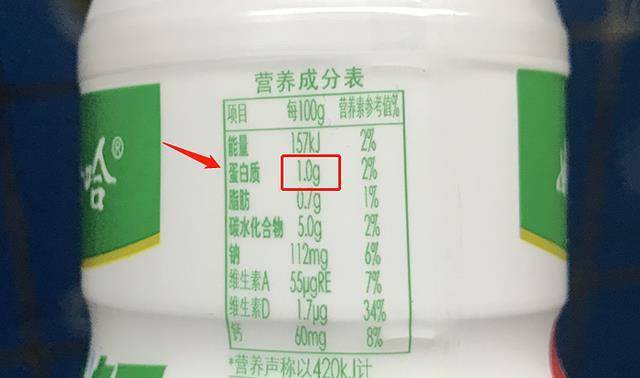 营养成分表
项目 每100g 营养素参考值%
能量 157kJ 2%
蛋白质 1.0g 2%
脂肪 0.7g 1%
碳水化合物 5.0g 2%
钠 112mg 6%
维生素A 55μgRE 7%
维生素D 1.7μg 34%
钙 60mg 8%
*营养声称以420kJ计
哈®